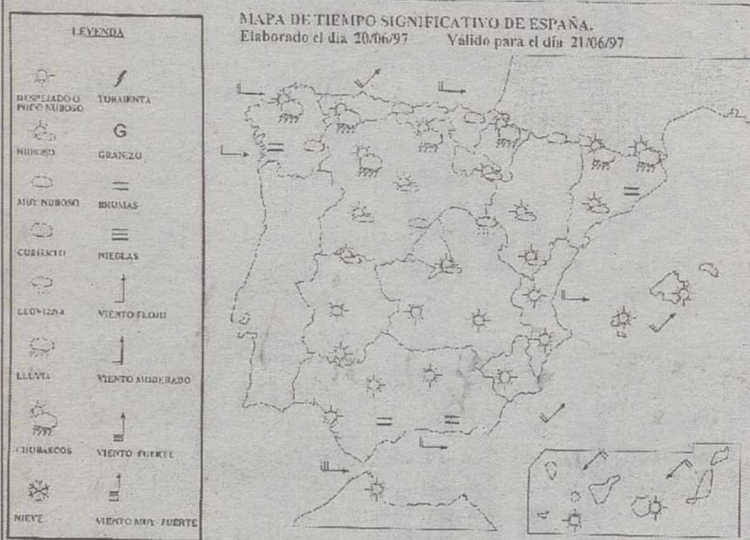 MAPA DE TIEMPO SIGNIFICATIVO DE ESPAÑA.
Elaborado el día 20/06/97 Válido para el día 21/06/97
LEYENDA
DESPEJADO O
POCO NUBOSO
TORMENTA
NUBOSO
G
GRANIZO
MUY NUBOSO
BRUMAS
CUBIERTO
NIEBLAS
LLOVIZNA
VIENTO FLOJO
LLUVIA
VIENTO MODERADO
CHUBASCOS
VIENTO FUERTE
NIEVE
VIENTO MUY FUERTE